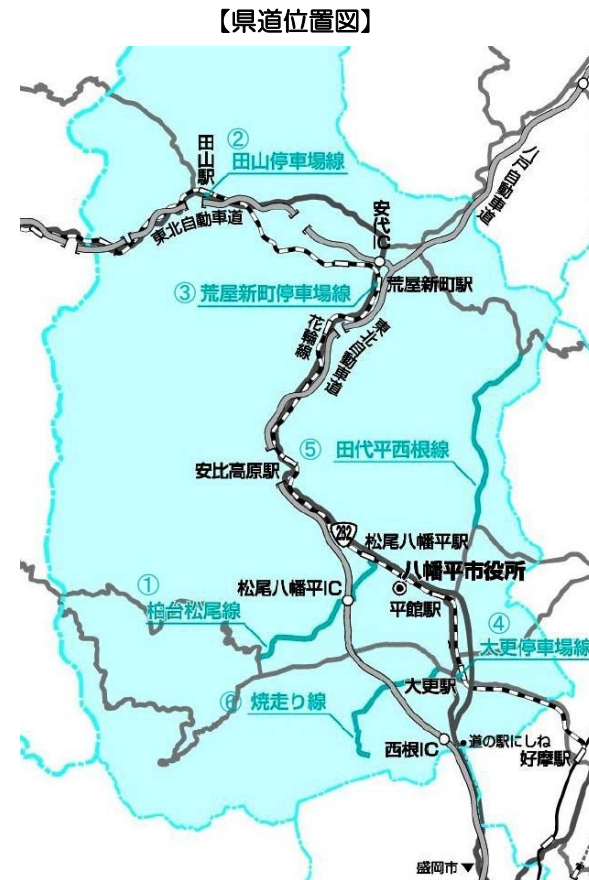 【県道位置図】
②
田山停車場線
田山駅
東北自動車道
八戸自動車道
安代IC
③ 荒屋新町停車場線
荒屋新町駅
花輪線
東北自動車道
⑤ 田代平西根線
安比高原駅
282
松尾八幡平駅
八幡平市役所
①
柏台松尾線
松尾八幡平IC
平館駅
④
大更停車場線
大更駅
⑥ 焼走り線
西根IC
道の駅にしね
好摩駅
盛岡市▼